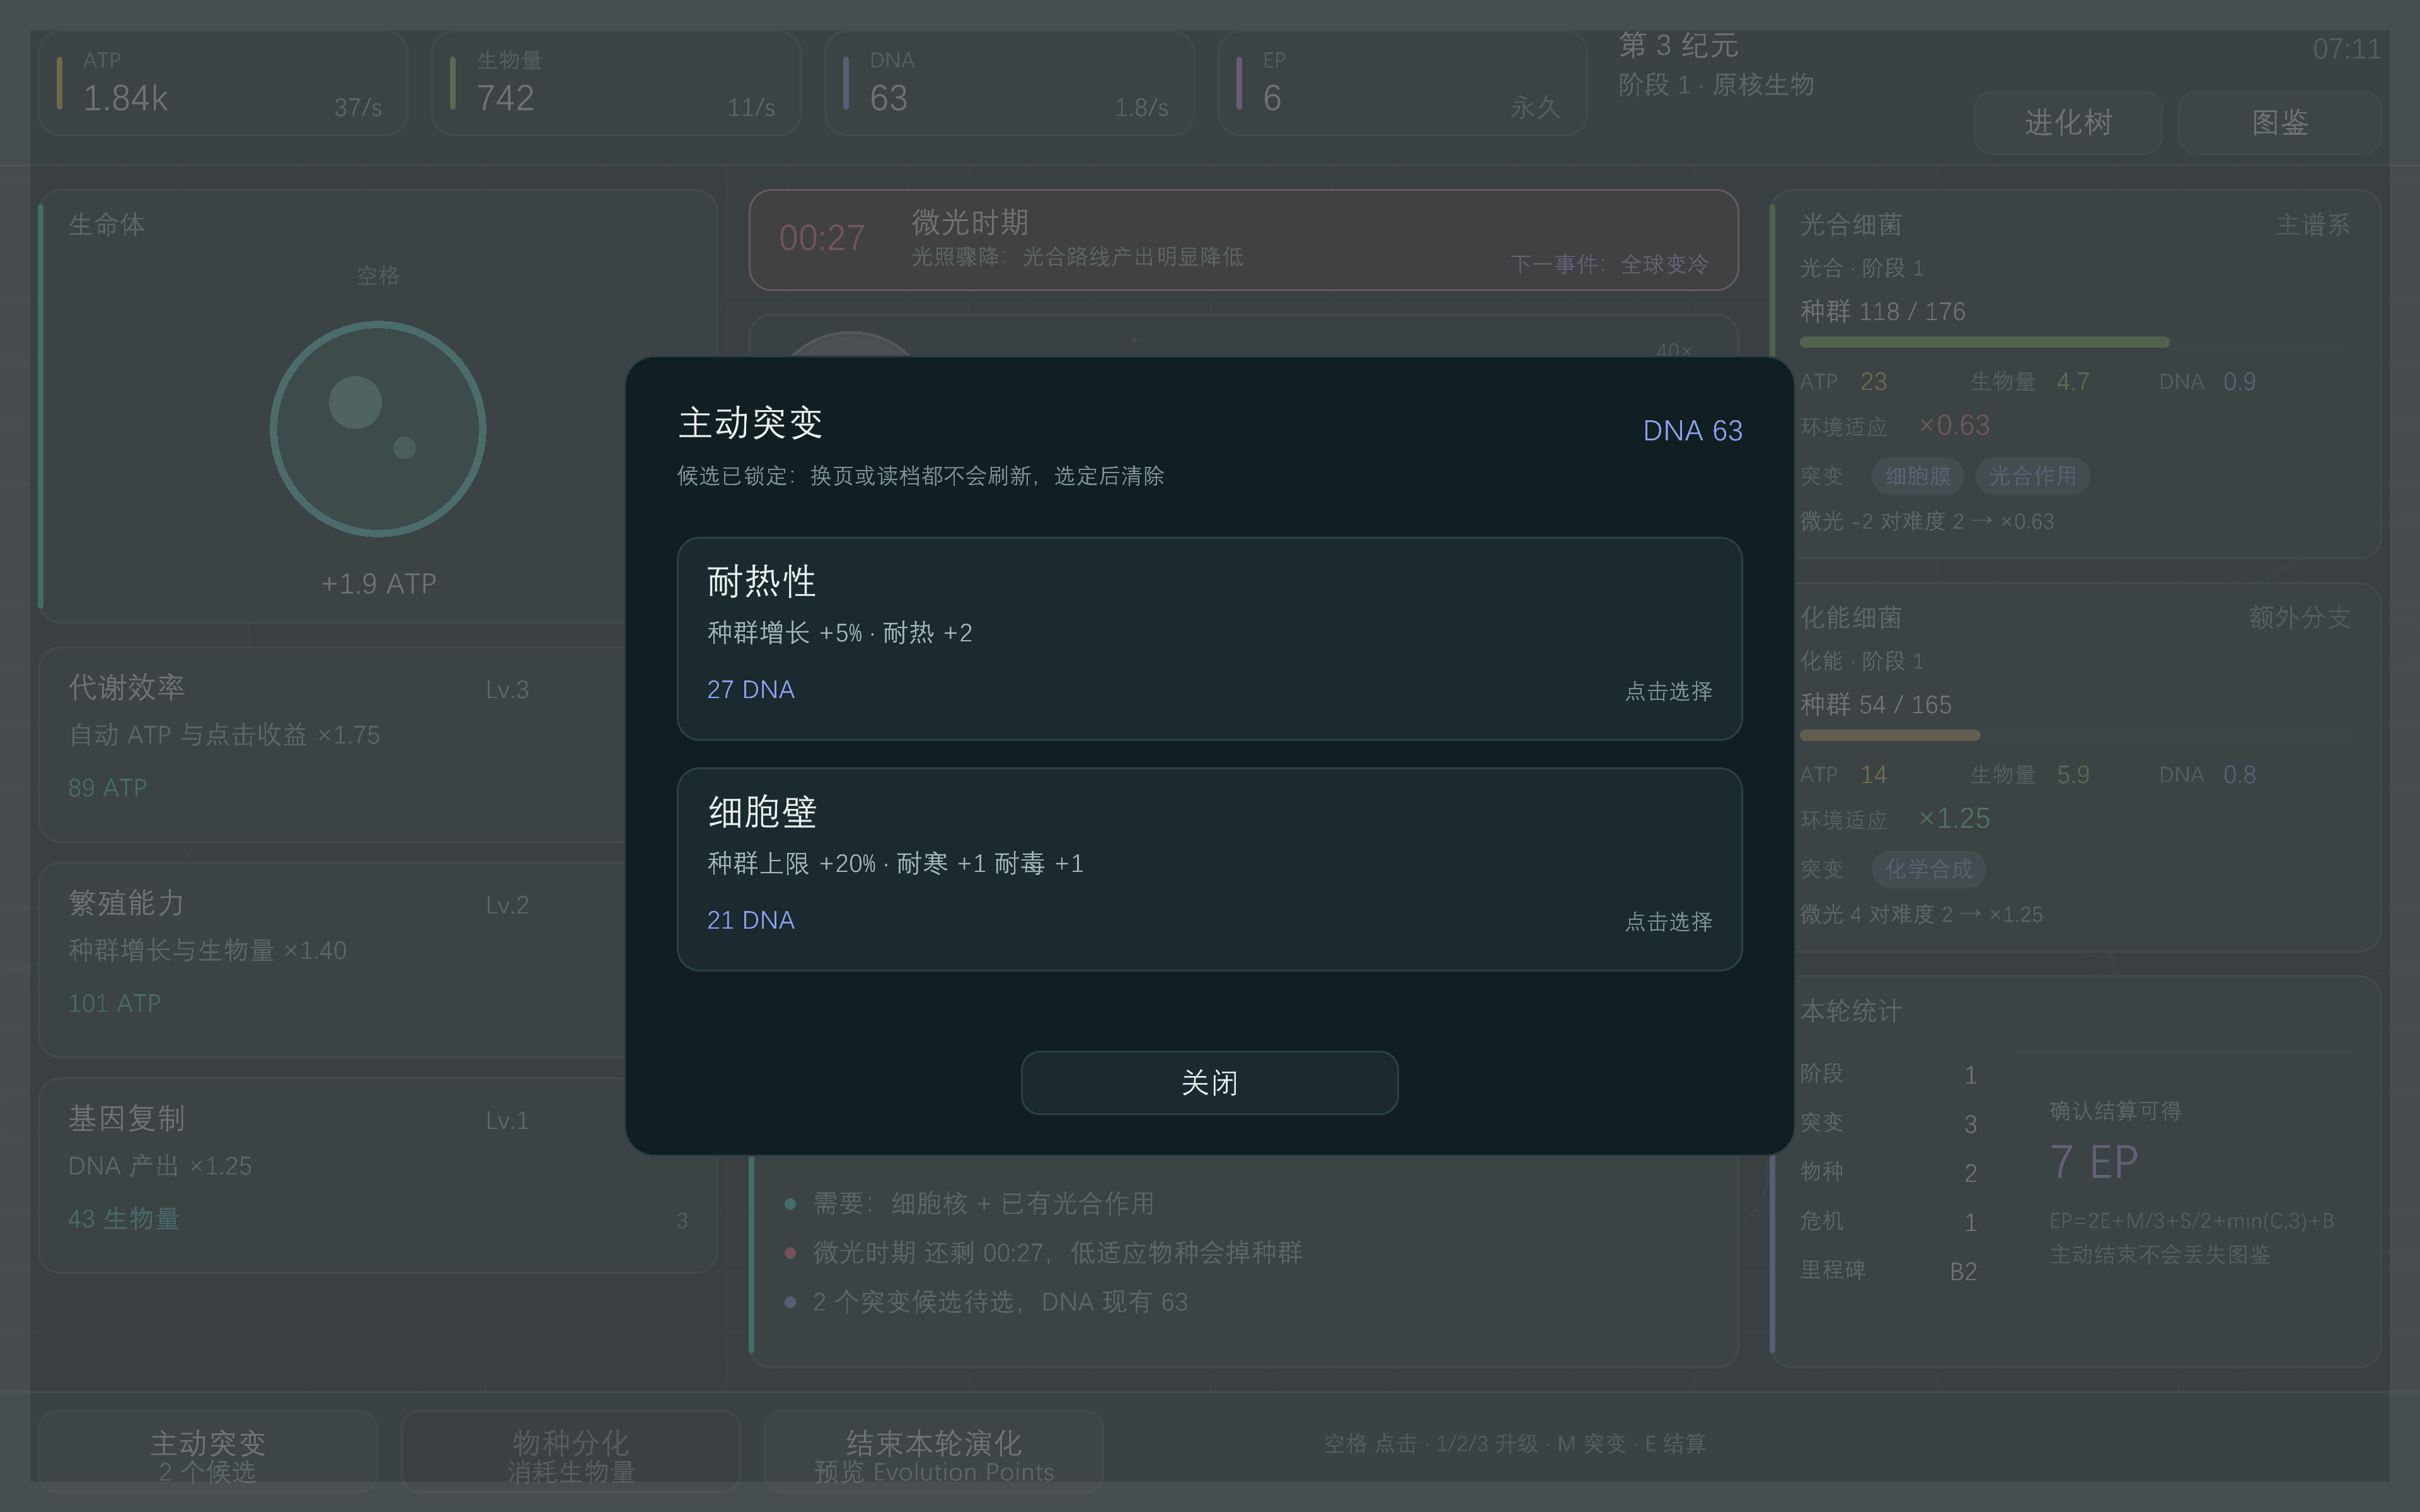 ATP
1.84k
37/s
生物量
742
11/s
DNA
63
1.8/s
EP
6
永久
第 3 纪元
阶段 1 · 原核生物
07:11
进化树
图鉴
生命体
空格
+1.9 ATP
代谢效率
Lv.3
自动 ATP 与点击收益 ×1.75
89 ATP
繁殖能力
Lv.2
种群增长与生物量 ×1.40
101 ATP
基因复制
Lv.1
DNA 产出 ×1.25
43 生物量
3
00:27
微光时期
光照骤降：光合路线产出明显降低
下一事件：全球变冷
40×
主动突变
DNA 63
候选已锁定：换页或读档都不会刷新，选定后清除
耐热性
种群增长 +5% · 耐热 +2
27 DNA
点击选择
细胞壁
种群上限 +20% · 耐寒 +1 耐毒 +1
21 DNA
点击选择
关闭
需要：细胞核 + 已有光合作用
微光时期 还剩 00:27，低适应物种会掉种群
2 个突变候选待选，DNA 现有 63
光合细菌
主谱系
光合 · 阶段 1
种群 118 / 176
ATP 23 生物量 4.7 DNA 0.9
环境适应 ×0.63
突变 细胞膜 光合作用
微光 -2 对难度 2 → ×0.63
化能细菌
额外分支
化能 · 阶段 1
种群 54 / 165
ATP 14 生物量 5.9 DNA 0.8
环境适应 ×1.25
突变 化学合成
微光 4 对难度 2 → ×1.25
本轮统计
阶段 1
突变 3
物种 2
危机 1
里程碑 B2
确认结算可得
7 EP
EP=2E+M/3+S/2+min(C,3)+B
主动结束不会丢失图鉴
主动突变
2 个候选
物种分化
消耗生物量
结束本轮演化
预览 Evolution Points
空格 点击 · 1/2/3 升级 · M 突变 · E 结算